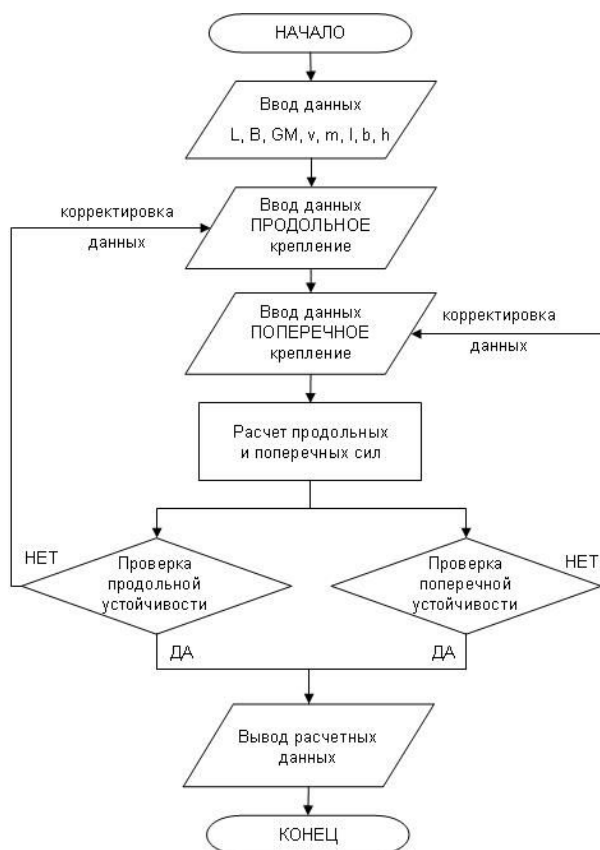 НАЧАЛО
Ввод данных
L, B, GM, v, m, l, b, h
корректировка
данных
Ввод данных
ПРОДОЛЬНОЕ
крепление
Ввод данных
ПОПЕРЕЧНОЕ
крепление
корректировка
данных
Расчет продольных
и поперечных сил
НЕТ
Проверка
продольной
устойчивости
Проверка
поперечной
устойчивости
НЕТ
ДА
ДА
Вывод расчетных
данных
КОНЕЦ